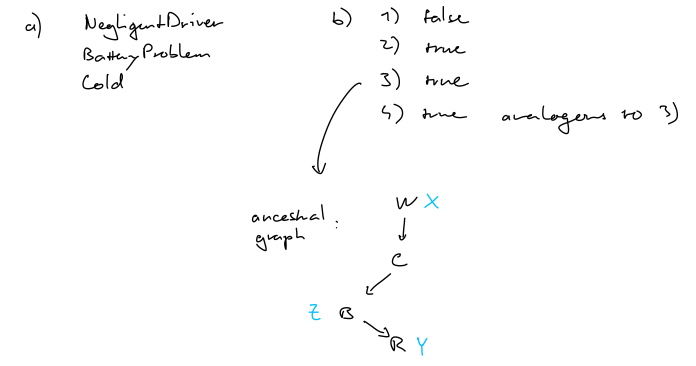 a) NegligentDriver
BatteryProblem
Cold
b) 1) false
2) true
3) true
4) true analogous to 3)
ancestral
graph :
W X
C
Z B
R Y